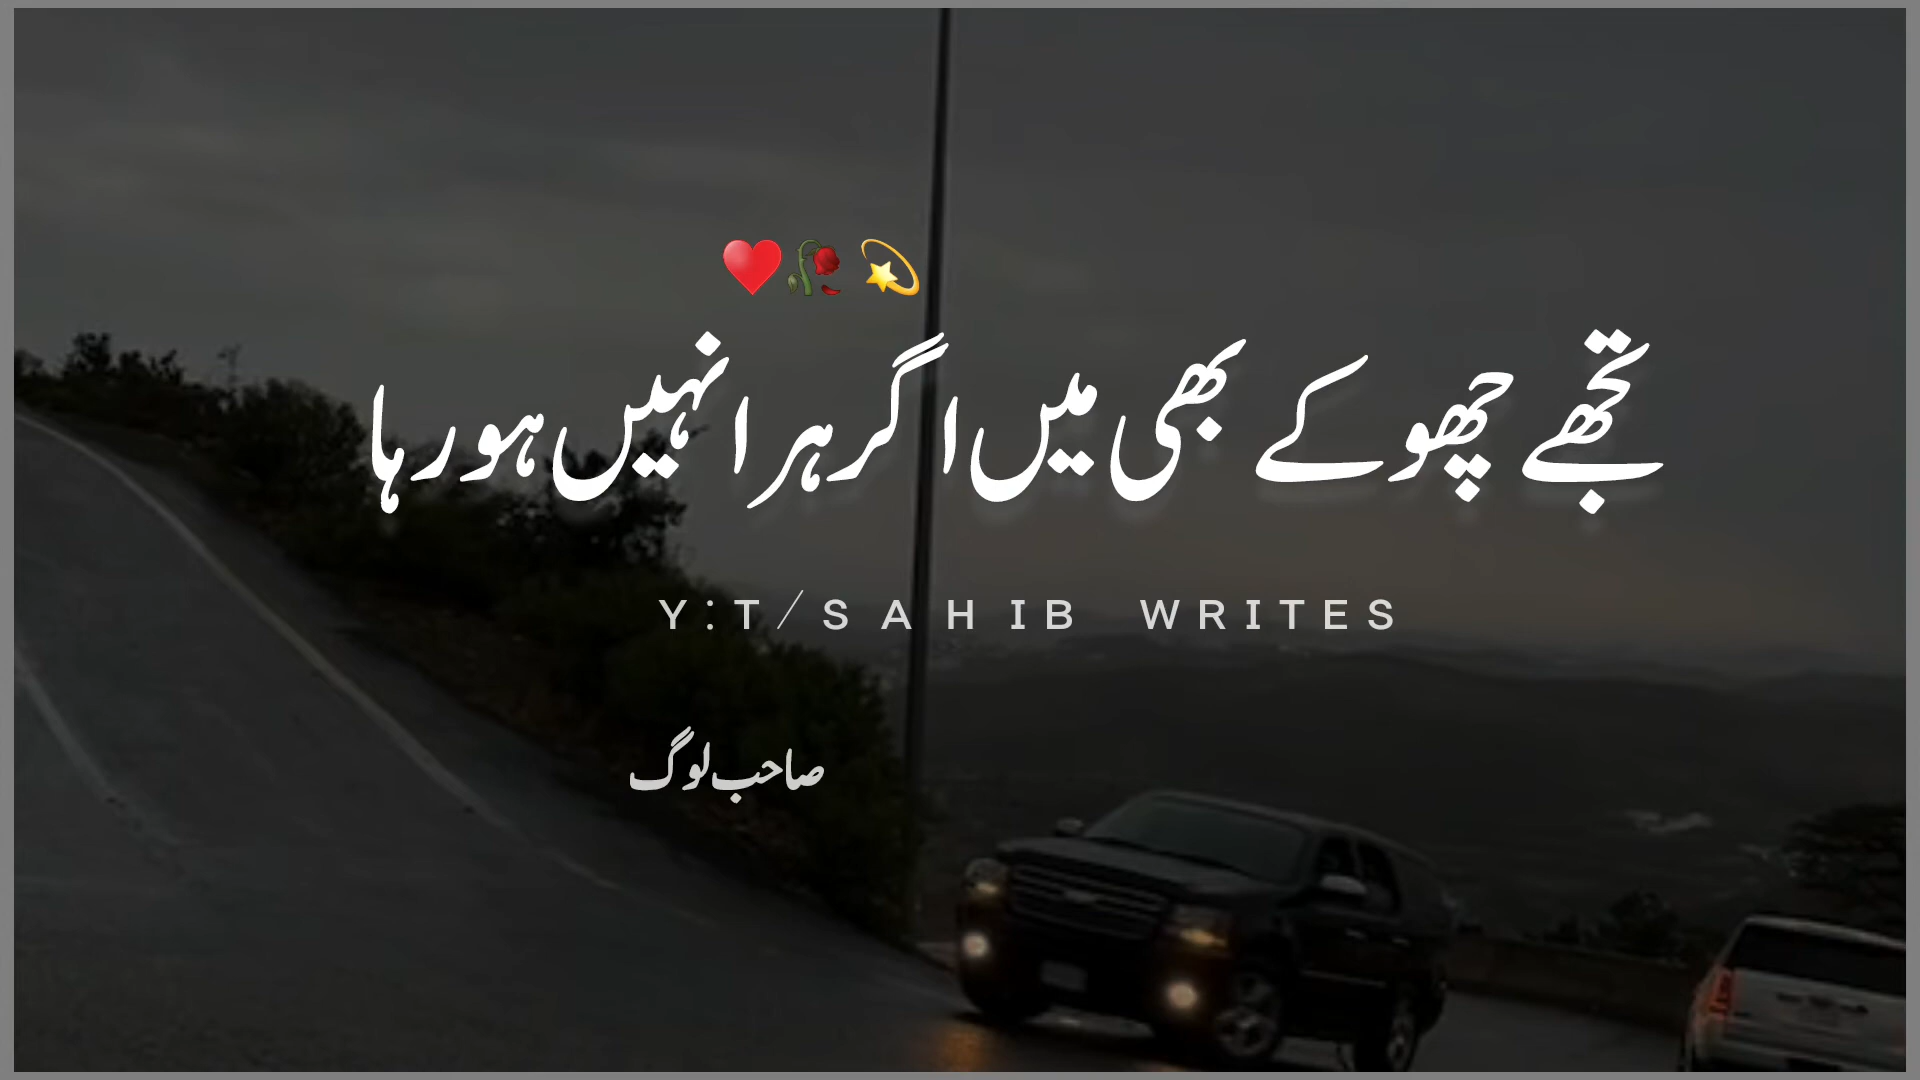 ♥️🥀💫
تجھے چھو کے بھی میں اگر ہرا نہیں ہو رہا
Y:T/SAHIB WRITES
صاحب لوگ